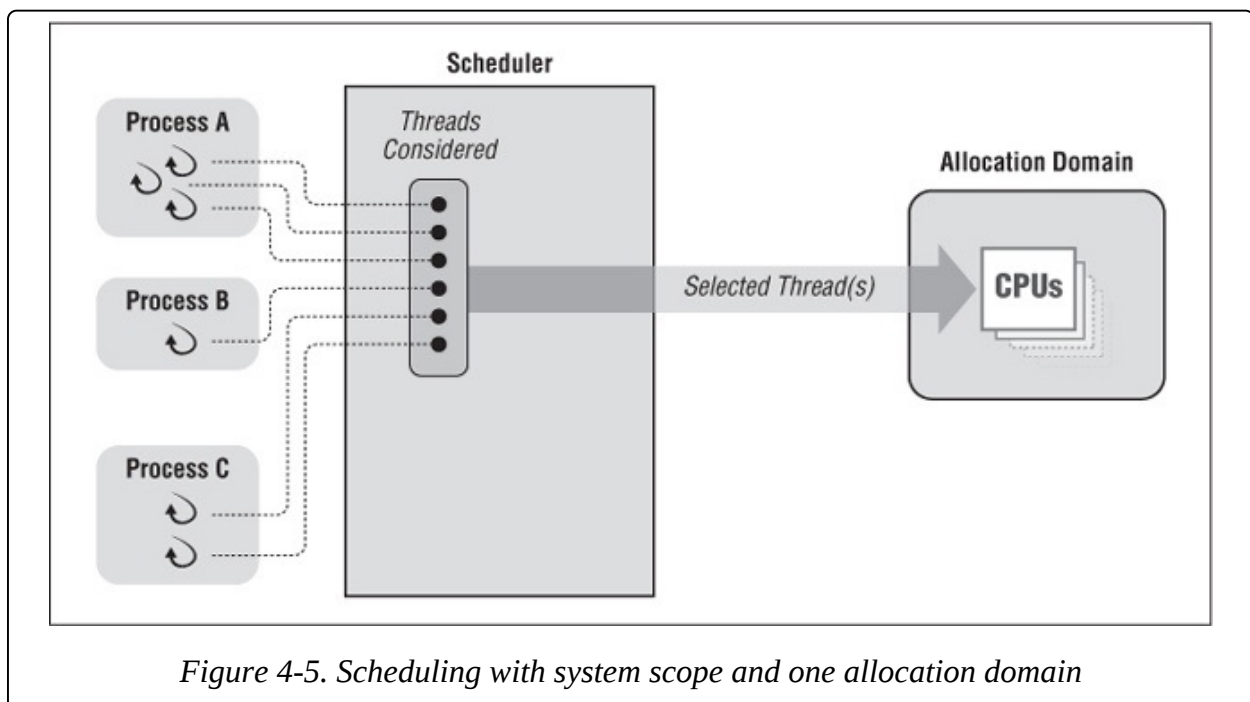 Scheduler
Process A
Threads
Considered
Allocation Domain
Process B
Selected Thread(s)
CPUs
Process C
Figure 4-5. Scheduling with system scope and one allocation domain